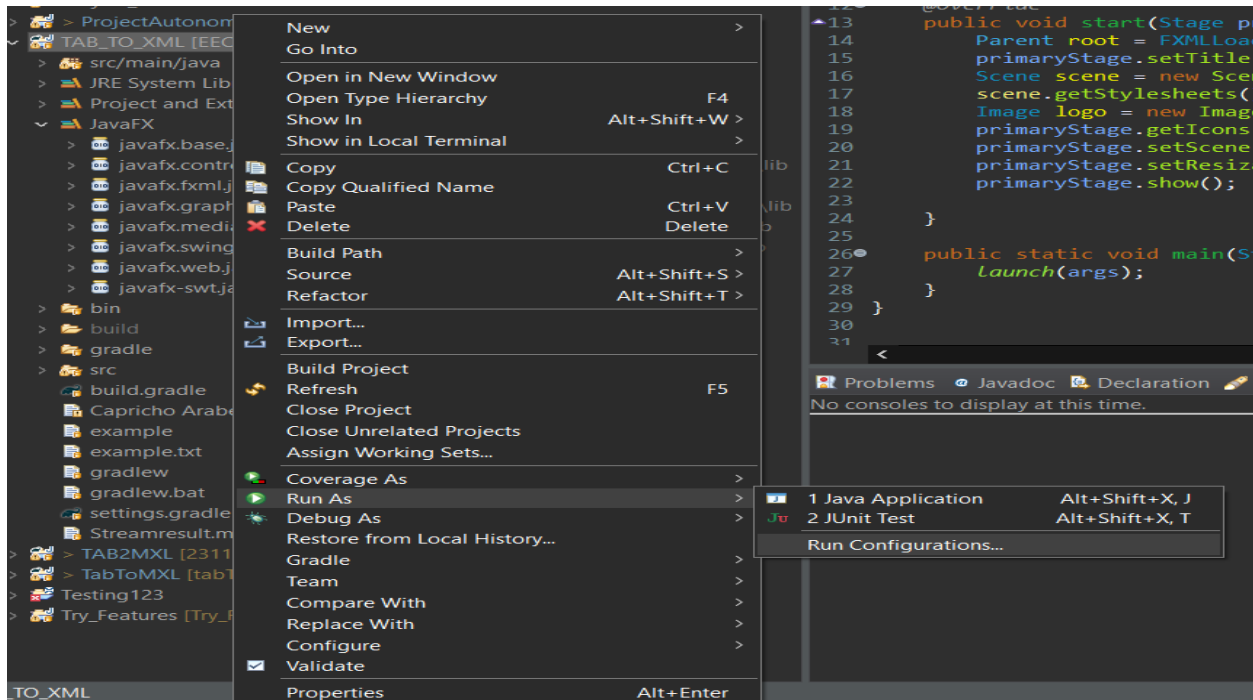 > ProjectAutonom
TAB_TO_XML [EEC
src/main/java
JRE System Lib
Project and Ext
JavaFX
javafx.base.j
javafx.contr
javafx.fxml.j
javafx.graph
javafx.medi
javafx.swing
javafx.web.j
javafx-swt.ja
bin
build
gradle
src
build.gradle
Capricho Arabe
example
example.txt
gradlew
gradlew.bat
settings.gradle
Streamresult.m
> TAB2MXL [2311
> TabToMXL [tabT
Testing123
Try_Features [Try_F
_TO_XML
New >
Go Into
Open in New Window
Open Type Hierarchy F4
Show In Alt+Shift+W >
Show in Local Terminal >
Copy Ctrl+C
Copy Qualified Name
Paste Ctrl+V
Delete Delete
Build Path >
Source Alt+Shift+S >
Refactor Alt+Shift+T >
Import...
Export...
Build Project
Refresh F5
Close Project
Close Unrelated Projects
Assign Working Sets...
Coverage As >
Run As >
Debug As >
Restore from Local History...
Gradle >
Team >
Compare With >
Replace With >
Configure >
Validate
Properties Alt+Enter
lib
\lib
1 Java Application Alt+Shift+X, J
2 JUnit Test Alt+Shift+X, T
Run Configurations...
12 @Override
13 public void start(Stage p
14 Parent root = FXMLLoa
15 primaryStage.setTitle
16 Scene scene = new Sce
17 scene.getStylesheets(
18 Image logo = new Imag
19 primaryStage.getIcons
20 primaryStage.setScene
21 primaryStage.setResiz
22 primaryStage.show();
23
24 }
25
26 public static void main(S
27 launch(args);
28 }
29 }
30
31
<
Problems Javadoc Declaration
No consoles to display at this time.